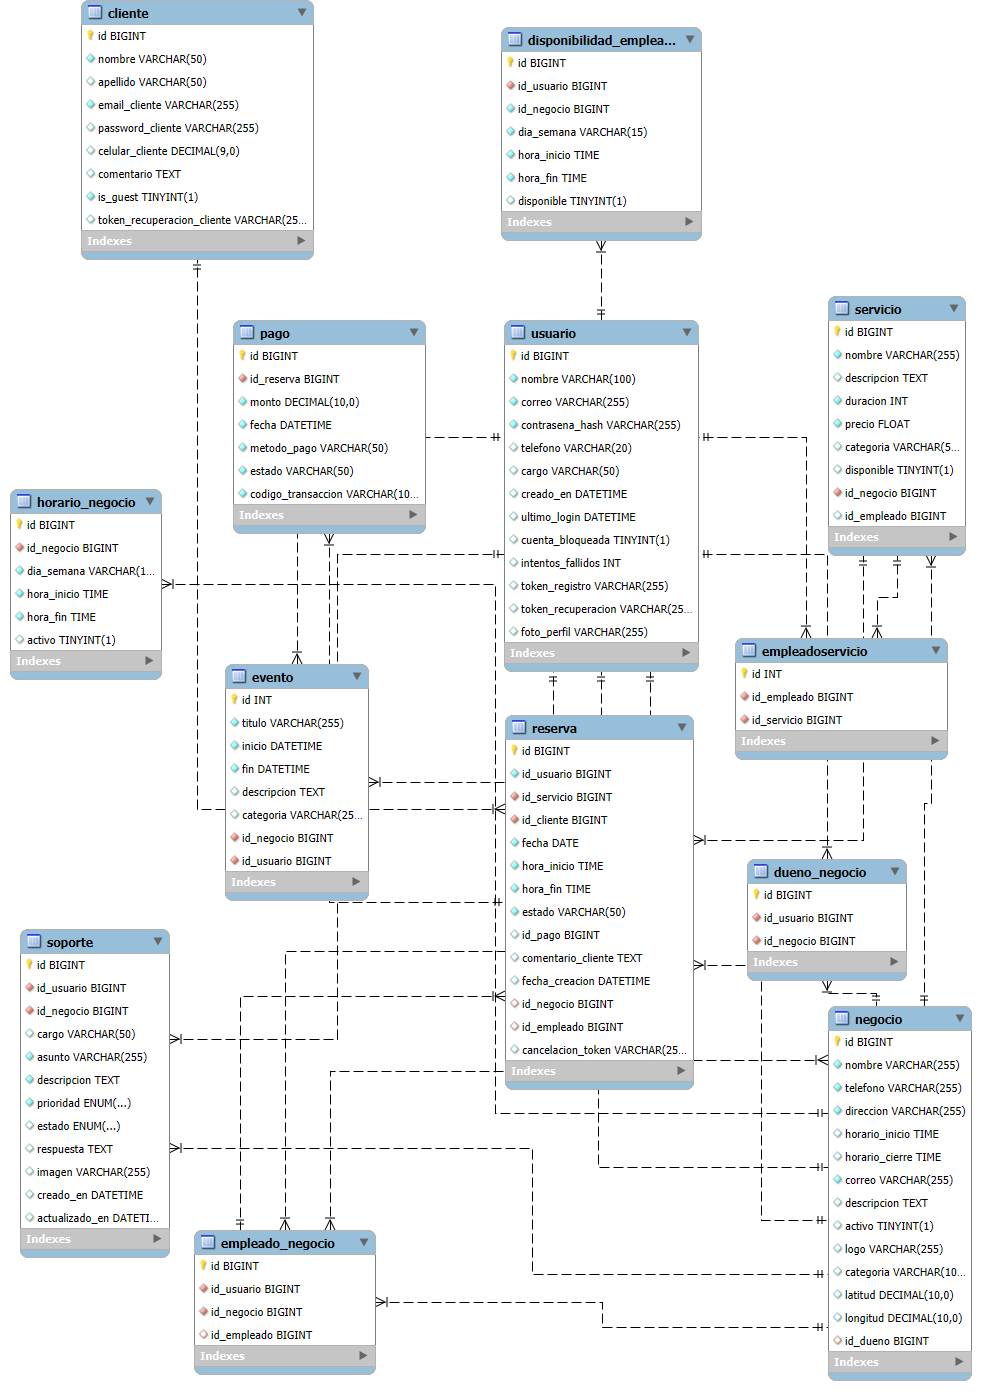 cliente
id BIGINT
nombre VARCHAR(50)
apellido VARCHAR(50)
email_cliente VARCHAR(255)
password_cliente VARCHAR(255)
celular_cliente DECIMAL(9,0)
comentario TEXT
is_guest TINYINT(1)
token_recuperacion_cliente VARCHAR(25...
Indexes
disponibilidad_emplea...
id BIGINT
id_usuario BIGINT
id_negocio BIGINT
dia_semana VARCHAR(15)
hora_inicio TIME
hora_fin TIME
disponible TINYINT(1)
Indexes
servicio
id BIGINT
nombre VARCHAR(255)
descripcion TEXT
duracion INT
precio FLOAT
categoria VARCHAR(5...
disponible TINYINT(1)
id_negocio BIGINT
id_empleado BIGINT
Indexes
pago
id BIGINT
id_reserva BIGINT
monto DECIMAL(10,0)
fecha DATETIME
metodo_pago VARCHAR(50)
estado VARCHAR(50)
codigo_transaccion VARCHAR(10...
Indexes
usuario
id BIGINT
nombre VARCHAR(100)
correo VARCHAR(255)
contrasena_hash VARCHAR(255)
telefono VARCHAR(20)
cargo VARCHAR(50)
creado_en DATETIME
ultimo_login DATETIME
cuenta_bloqueada TINYINT(1)
intentos_fallidos INT
token_registro VARCHAR(255)
token_recuperacion VARCHAR(25...
foto_perfil VARCHAR(255)
Indexes
horario_negocio
id BIGINT
id_negocio BIGINT
dia_semana VARCHAR(1...
hora_inicio TIME
hora_fin TIME
activo TINYINT(1)
Indexes
empleadoservicio
id INT
id_empleado BIGINT
id_servicio BIGINT
Indexes
evento
id INT
titulo VARCHAR(255)
inicio DATETIME
fin DATETIME
descripcion TEXT
categoria VARCHAR(25...
id_negocio BIGINT
id_usuario BIGINT
Indexes
reserva
id BIGINT
id_usuario BIGINT
id_servicio BIGINT
id_cliente BIGINT
fecha DATE
hora_inicio TIME
hora_fin TIME
estado VARCHAR(50)
id_pago BIGINT
comentario_cliente TEXT
fecha_creacion DATETIME
id_negocio BIGINT
id_empleado BIGINT
cancelacion_token VARCHAR(25...
Indexes
dueno_negocio
id BIGINT
id_usuario BIGINT
id_negocio BIGINT
Indexes
soporte
id BIGINT
id_usuario BIGINT
id_negocio BIGINT
cargo VARCHAR(50)
asunto VARCHAR(255)
descripcion TEXT
prioridad ENUM(...)
estado ENUM(...)
respuesta TEXT
imagen VARCHAR(255)
creado_en DATETIME
actualizado_en DATETI...
Indexes
negocio
id BIGINT
nombre VARCHAR(255)
telefono VARCHAR(255)
direccion VARCHAR(255)
horario_inicio TIME
horario_cierre TIME
correo VARCHAR(255)
descripcion TEXT
activo TINYINT(1)
logo VARCHAR(255)
categoria VARCHAR(10...
latitud DECIMAL(10,0)
longitud DECIMAL(10,0)
id_dueno BIGINT
Indexes
empleado_negocio
id BIGINT
id_usuario BIGINT
id_negocio BIGINT
id_empleado BIGINT
Indexes